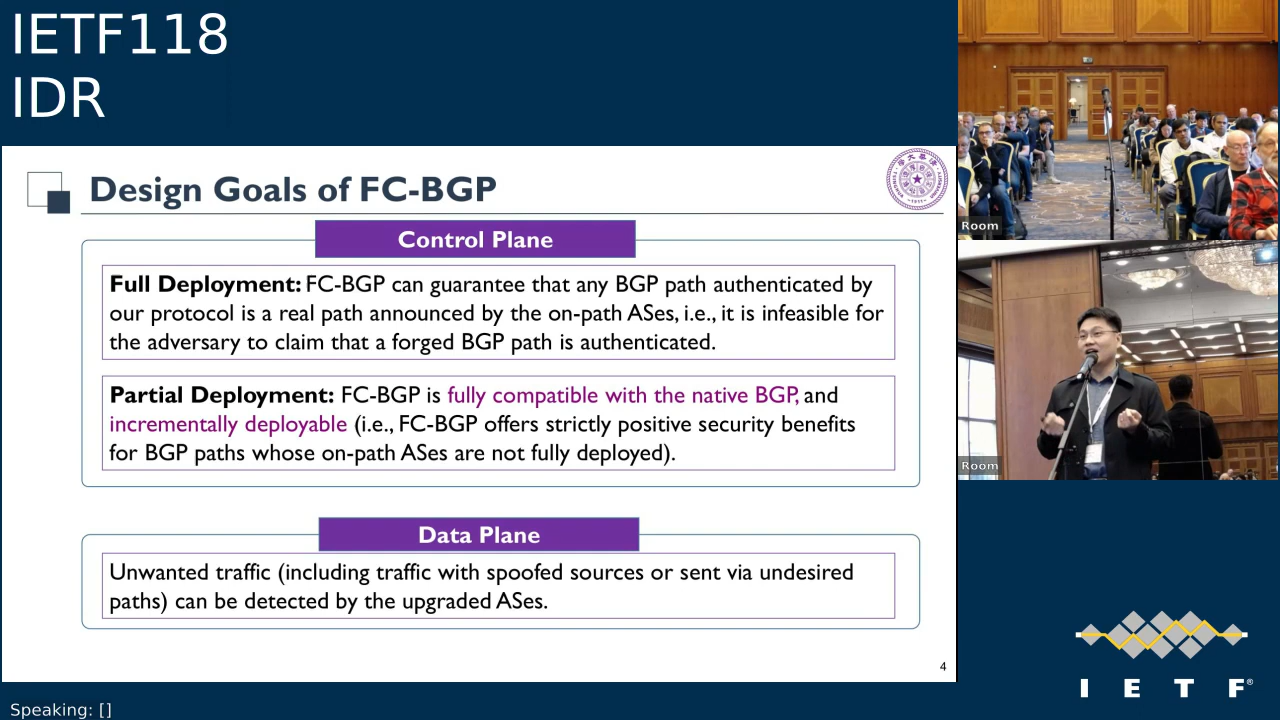 IETF118
IDR
Design Goals of FC-BGP
Control Plane
Full Deployment: FC-BGP can guarantee that any BGP path authenticated by
our protocol is a real path announced by the on-path ASes, i.e., it is infeasible for
the adversary to claim that a forged BGP path is authenticated.
Partial Deployment: FC-BGP is fully compatible with the native BGP, and
incrementally deployable (i.e., FC-BGP offers strictly positive security benefits
for BGP paths whose on-path ASes are not fully deployed).
Data Plane
Unwanted traffic (including traffic with spoofed sources or sent via undesired
paths) can be detected by the upgraded ASes.
4
Room
Room
I E T F®
Speaking: []